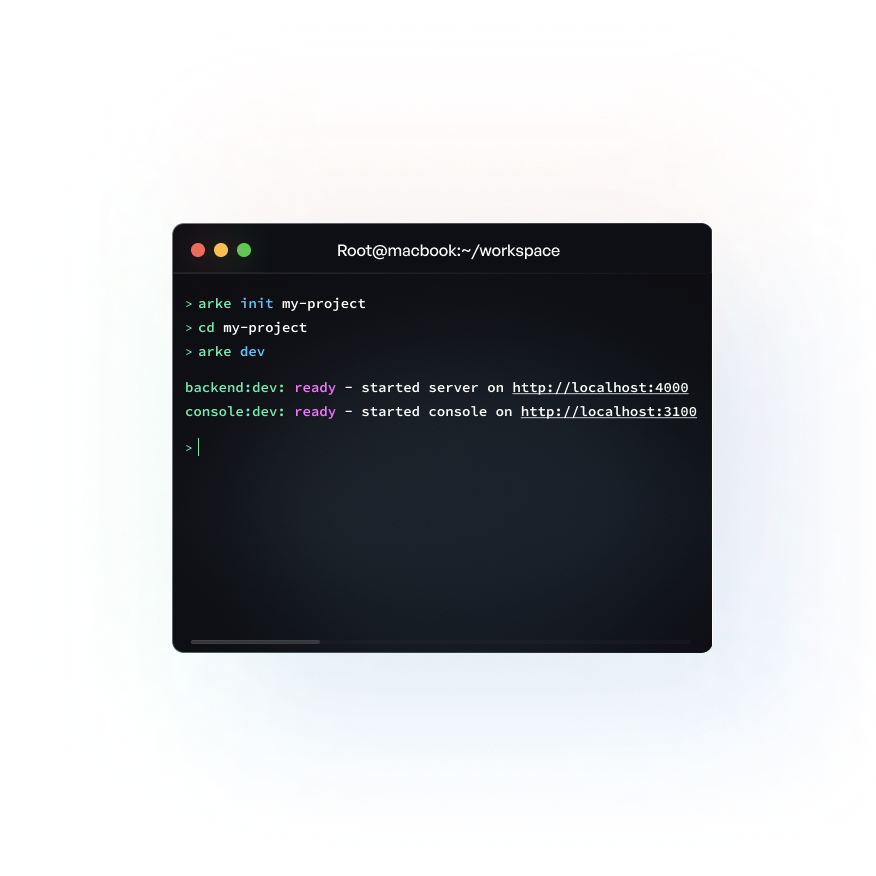 Root@macbook:~/workspace
> arke init my-project
> cd my-project
> arke dev
backend:dev: ready - started server on http://localhost:4000
console:dev: ready - started console on http://localhost:3100
>